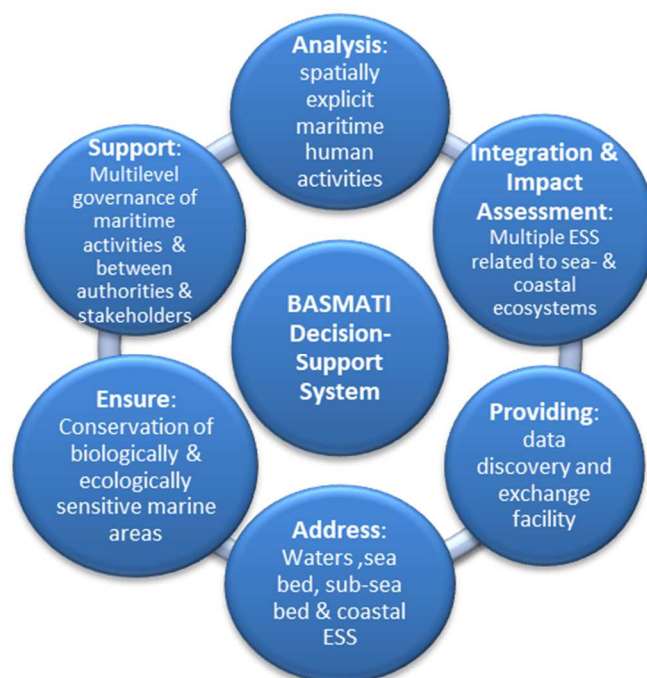 Analysis:
spatially
explicit
maritime
human
activities
Integration &
Impact
Assessment:
Multiple ESS
related to sea- &
coastal
ecosystems
Providing:
data
discovery and
exchange
facility
Address:
Waters ,sea
bed, sub-sea
bed & coastal
ESS
Ensure:
Conservation of
biologically &
ecologically
sensitive marine
areas
Support:
Multilevel
governance of
maritime
activities &
between
authorities &
stakeholders
BASMATI
Decision-
Support
System